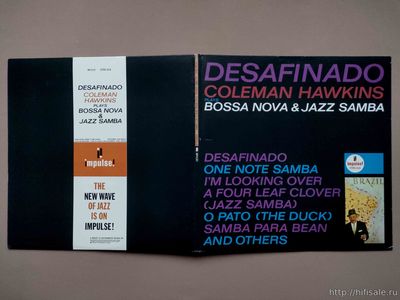 DESAFINADO
COLEMAN
HAWKINS
PLAYS
BOSSA NOVA
&
JAZZ SAMBA
impulse!
THE
NEW WAVE
OF JAZZ
IS ON
IMPULSE!
DESAFINADO
COLEMAN HAWKINS
PLAYS
BOSSA NOVA & JAZZ SAMBA
DESAFINADO
ONE NOTE SAMBA
I'M LOOKING OVER
A FOUR LEAF CLOVER
(JAZZ SAMBA)
O PATO (THE DUCK)
SAMBA PARA BEAN
AND OTHERS
impulse!
BRAZIL
http://hifisale.ru